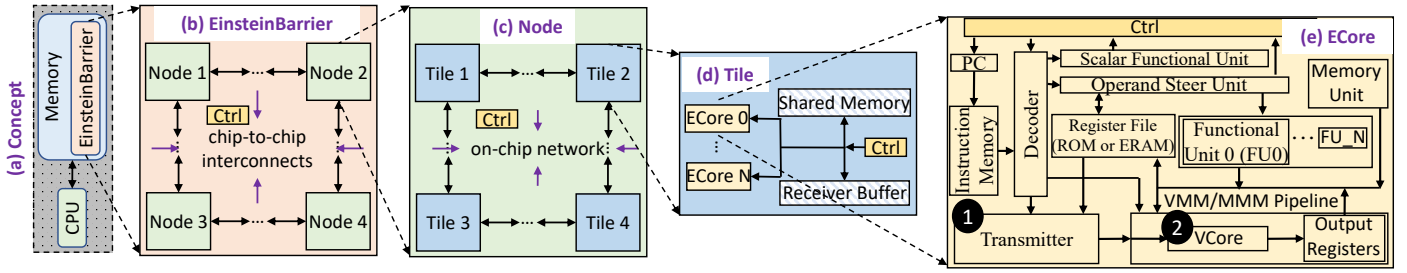 (a) Concept
Memory
EinsteinBarrier
CPU
(b) EinsteinBarrier
Node 1
...
Node 2
Ctrl
chip-to-chip
interconnects
Node 3
...
Node 4
(c) Node
Tile 1
...
Tile 2
Ctrl
on-chip network
Tile 3
...
Tile 4
(d) Tile
ECore 0
ECore N
Shared Memory
Ctrl
Receiver Buffer
Ctrl
(e) ECore
PC
Instruction
Memory
Decoder
Scalar Functional Unit
Operand Steer Unit
Memory
Unit
Register File
(ROM or ERAM)
Functional
Unit 0 (FU0)
... FU_N
VMM/MMM Pipeline
1
Transmitter
2
VCore
Output
Registers